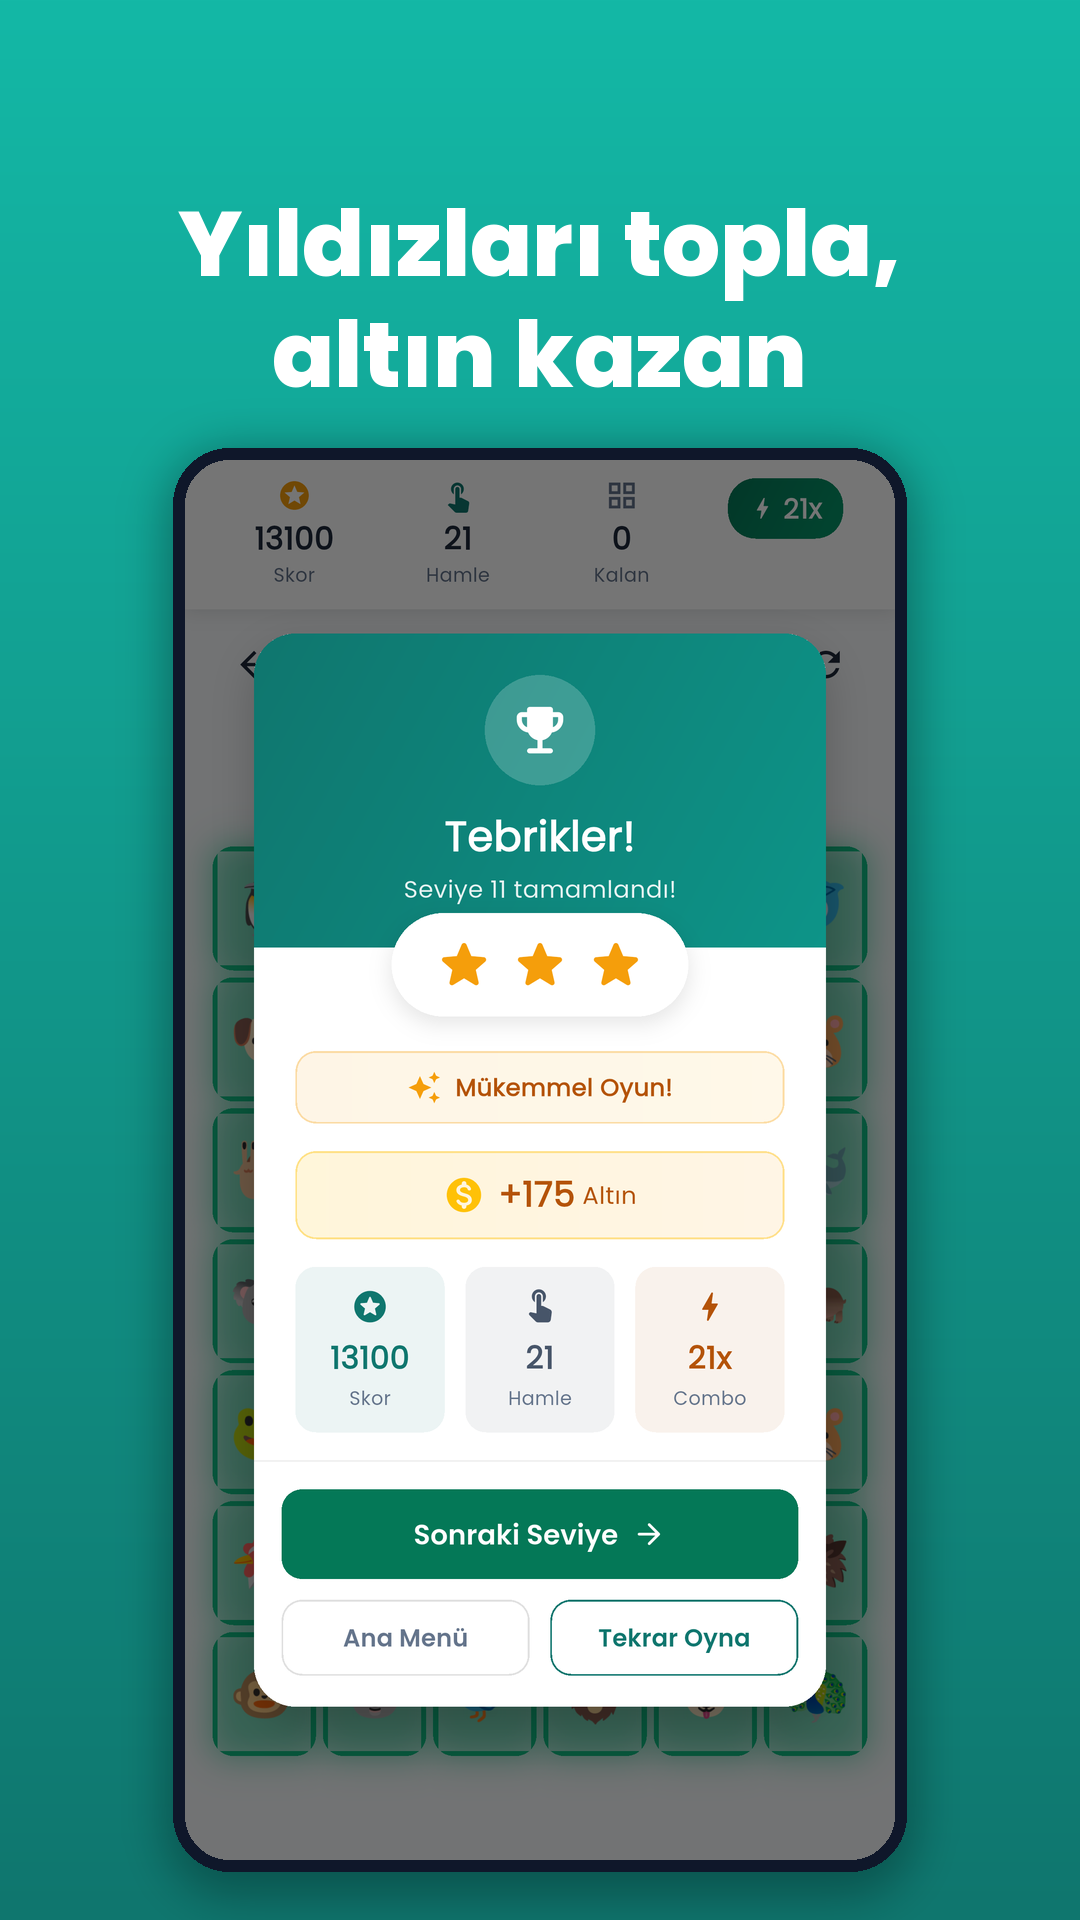 Yıldızları topla,
altın kazan
13100
Skor
21
Hamle
0
Kalan
21x
Tebrikler!
Seviye 11 tamamlandı!
Mükemmel Oyun!
+175 Altın
13100
Skor
21
Hamle
21x
Combo
Sonraki Seviye
Ana Menü
Tekrar Oyna